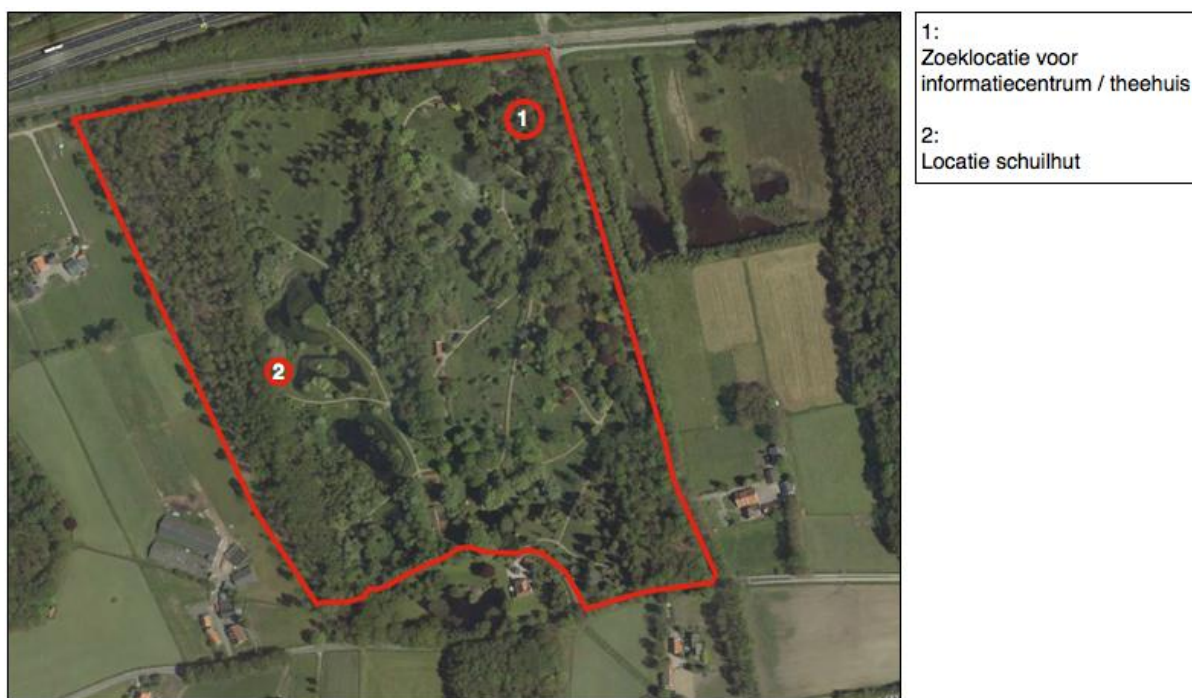 1:
Zoeklocatie voor
informatiecentrum / theehuis
2:
Locatie schuilhut
1
2